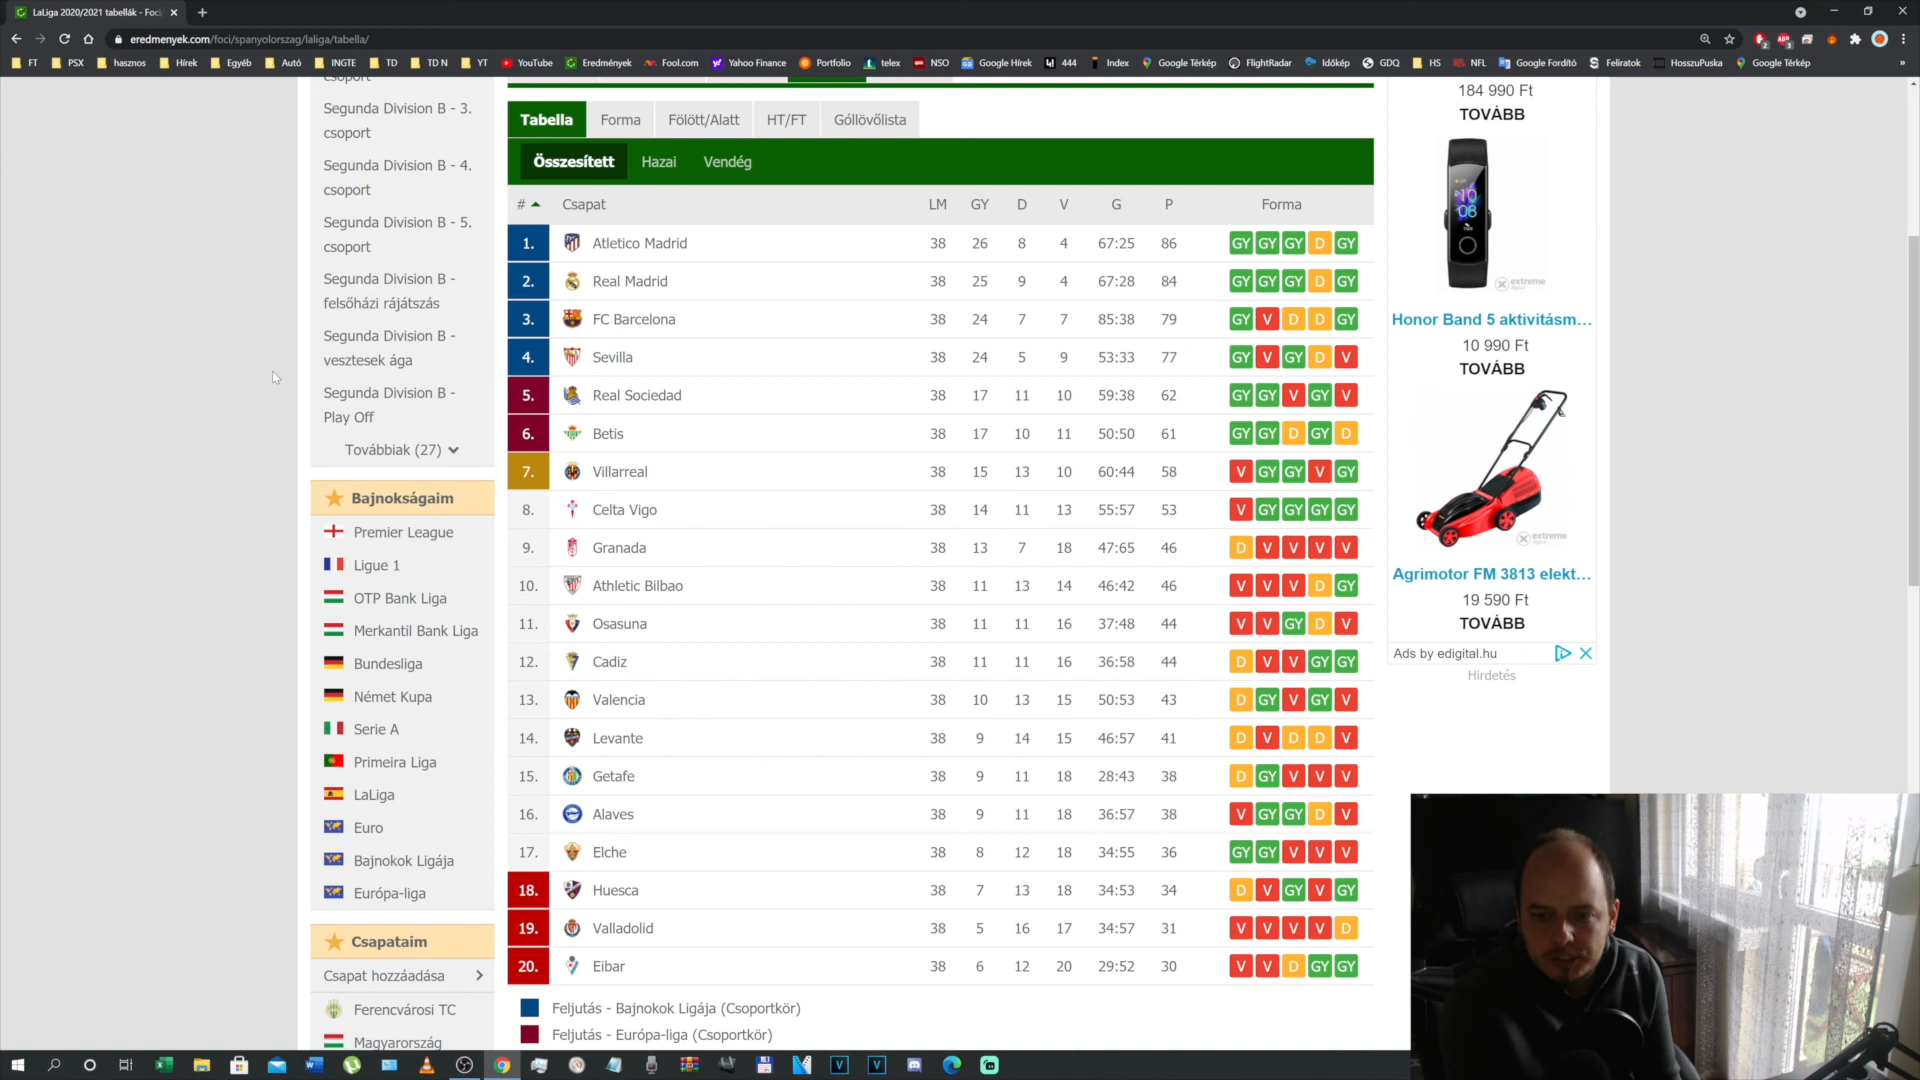 LaLiga 2020/2021 tabellák - Foci
eredmenyek.com/foci/spanyolorszag/laliga/tabella/
FT PSX hasznos Hírek Egyéb Autó INGTE TD TD N YT YouTube Eredmények Fool.com Yahoo Finance Portfolio telex NSO Google Hírek 444 Index Google Térkép FlightRadar Időkép GDQ HS NFL Google Fordító Feliratok HosszuPuska Google Térkép »
csoport
Segunda Division B - 3.
csoport
Segunda Division B - 4.
csoport
Segunda Division B - 5.
csoport
Segunda Division B -
felsőházi rájátszás
Segunda Division B -
vesztesek ága
Segunda Division B -
Play Off
Továbbiak (27)
Bajnokságaim
Premier League
Ligue 1
OTP Bank Liga
Merkantil Bank Liga
Bundesliga
Német Kupa
Serie A
Primeira Liga
LaLiga
Euro
Bajnokok Ligája
Európa-liga
Csapataim
Csapat hozzáadása
Ferencvárosi TC
Magyarország
Tabella Forma Fölött/Alatt HT/FT Góllövőlista
Összesített Hazai Vendég
# Csapat LM GY D V G P Forma
1. Atletico Madrid 38 26 8 4 67:25 86 GY GY GY D GY
2. Real Madrid 38 25 9 4 67:28 84 GY GY GY D GY
3. FC Barcelona 38 24 7 7 85:38 79 GY V D D GY
4. Sevilla 38 24 5 9 53:33 77 GY V GY D V
5. Real Sociedad 38 17 11 10 59:38 62 GY GY V GY V
6. Betis 38 17 10 11 50:50 61 GY GY D GY D
7. Villarreal 38 15 13 10 60:44 58 V GY GY V GY
8. Celta Vigo 38 14 11 13 55:57 53 V GY GY GY GY
9. Granada 38 13 7 18 47:65 46 D V V V V
10. Athletic Bilbao 38 11 13 14 46:42 46 V V V D GY
11. Osasuna 38 11 11 16 37:48 44 V V GY D V
12. Cadiz 38 11 11 16 36:58 44 D V V GY GY
13. Valencia 38 10 13 15 50:53 43 D GY V GY V
14. Levante 38 9 14 15 46:57 41 D V D D V
15. Getafe 38 9 11 18 28:43 38 D GY V V V
16. Alaves 38 9 11 18 36:57 38 V GY GY D V
17. Elche 38 8 12 18 34:55 36 GY GY V V V
18. Huesca 38 7 13 18 34:53 34 D V GY V GY
19. Valladolid 38 5 16 17 34:57 31 V V V V D
20. Eibar 38 6 12 20 29:52 30 V V D GY GY
Feljutás - Bajnokok Ligája (Csoportkör)
Feljutás - Európa-liga (Csoportkör)
184 990 Ft
TOVÁBB
extreme
Honor Band 5 aktivitásm...
10 990 Ft
TOVÁBB
extreme
Agrimotor FM 3813 elekt...
19 590 Ft
TOVÁBB
Ads by edigital.hu
Hirdetés